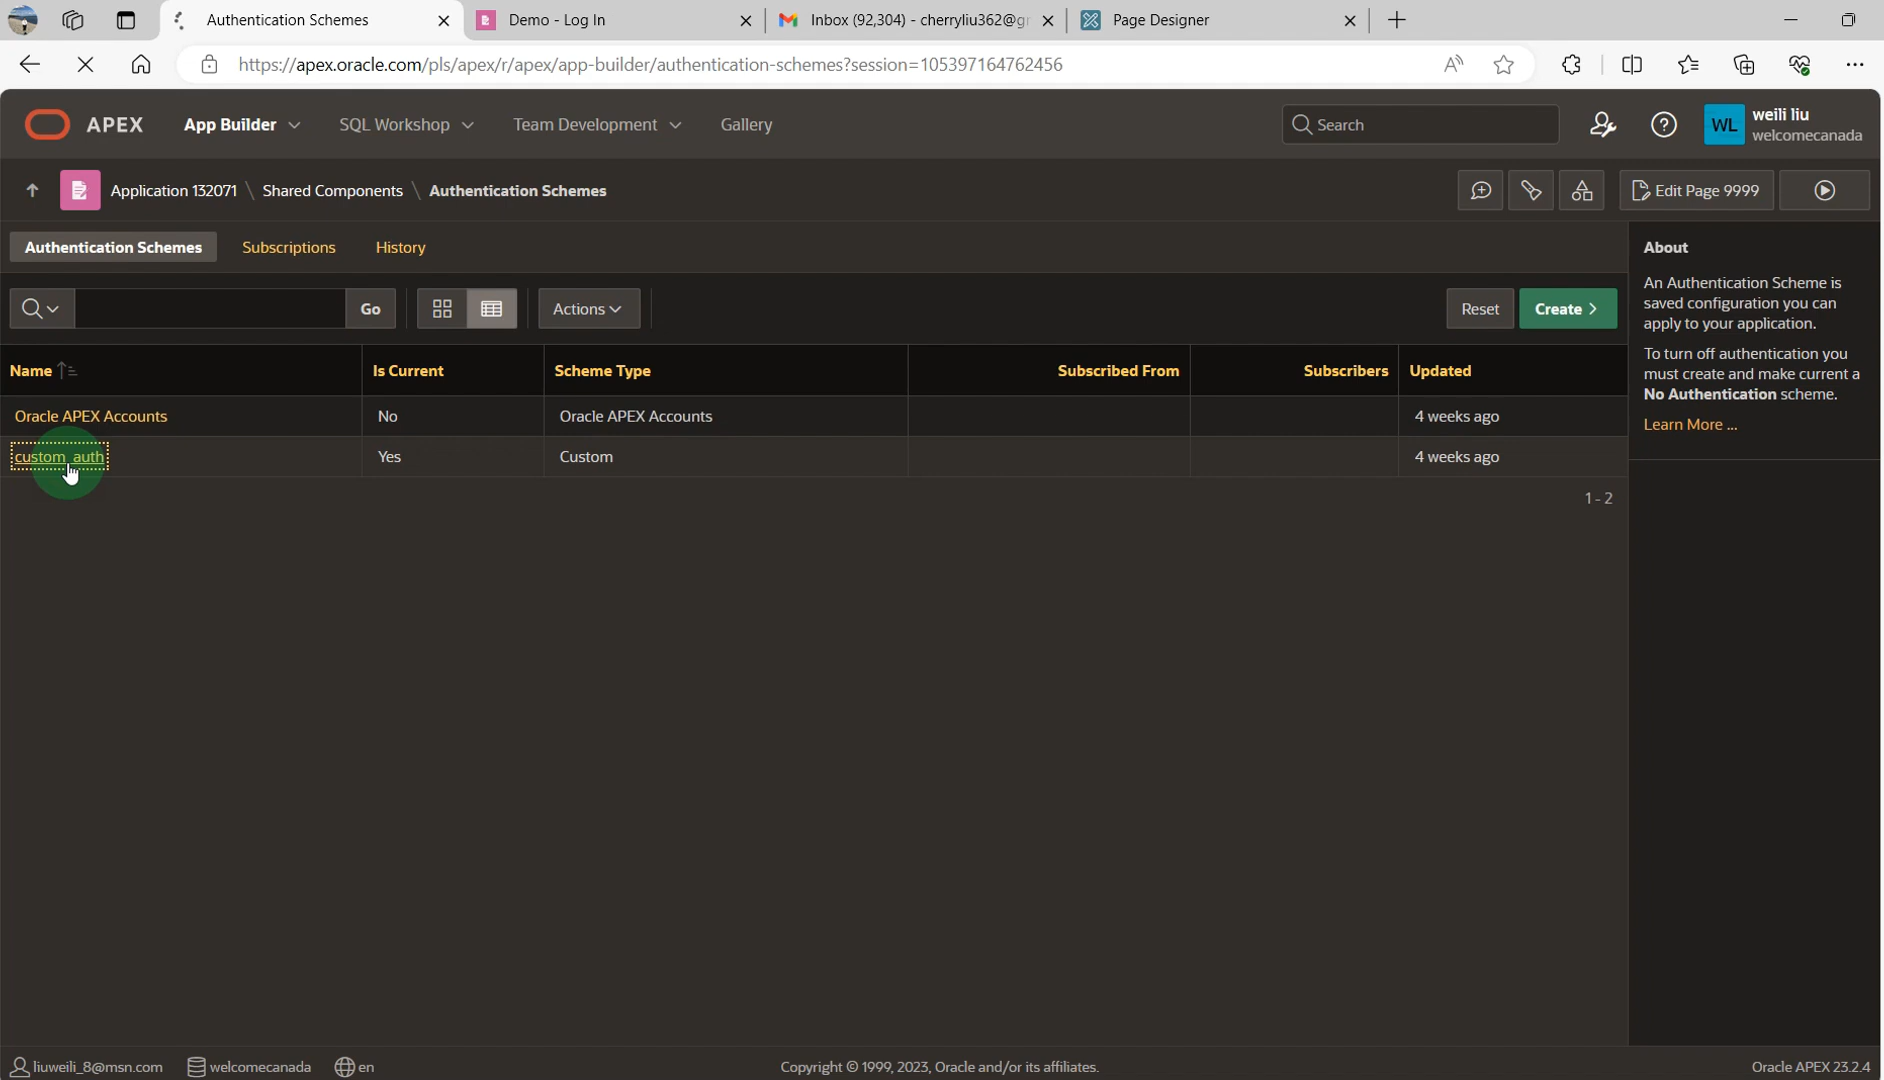 Authentication Schemes
Demo - Log In
Inbox (92,304) - cherryliu362@gr
Page Designer
https://apex.oracle.com/pls/apex/r/apex/app-builder/authentication-schemes?session=105397164762456
APEX
App Builder
SQL Workshop
Team Development
Gallery
Search
WL
weili liu
welcomecanada
Application 132071 \ Shared Components \ Authentication Schemes
Edit Page 9999
Authentication Schemes
Subscriptions
History
Go
Actions
Reset
Create
Name
Is Current
Scheme Type
Subscribed From
Subscribers
Updated
Oracle APEX Accounts
No
Oracle APEX Accounts
4 weeks ago
custom_auth
Yes
Custom
4 weeks ago
1 - 2
About
An Authentication Scheme is
saved configuration you can
apply to your application.
To turn off authentication you
must create and make current a
No Authentication scheme.
Learn More ...
liuweili_8@msn.com
welcomecanada
en
Copyright © 1999, 2023, Oracle and/or its affiliates.
Oracle APEX 23.2.4